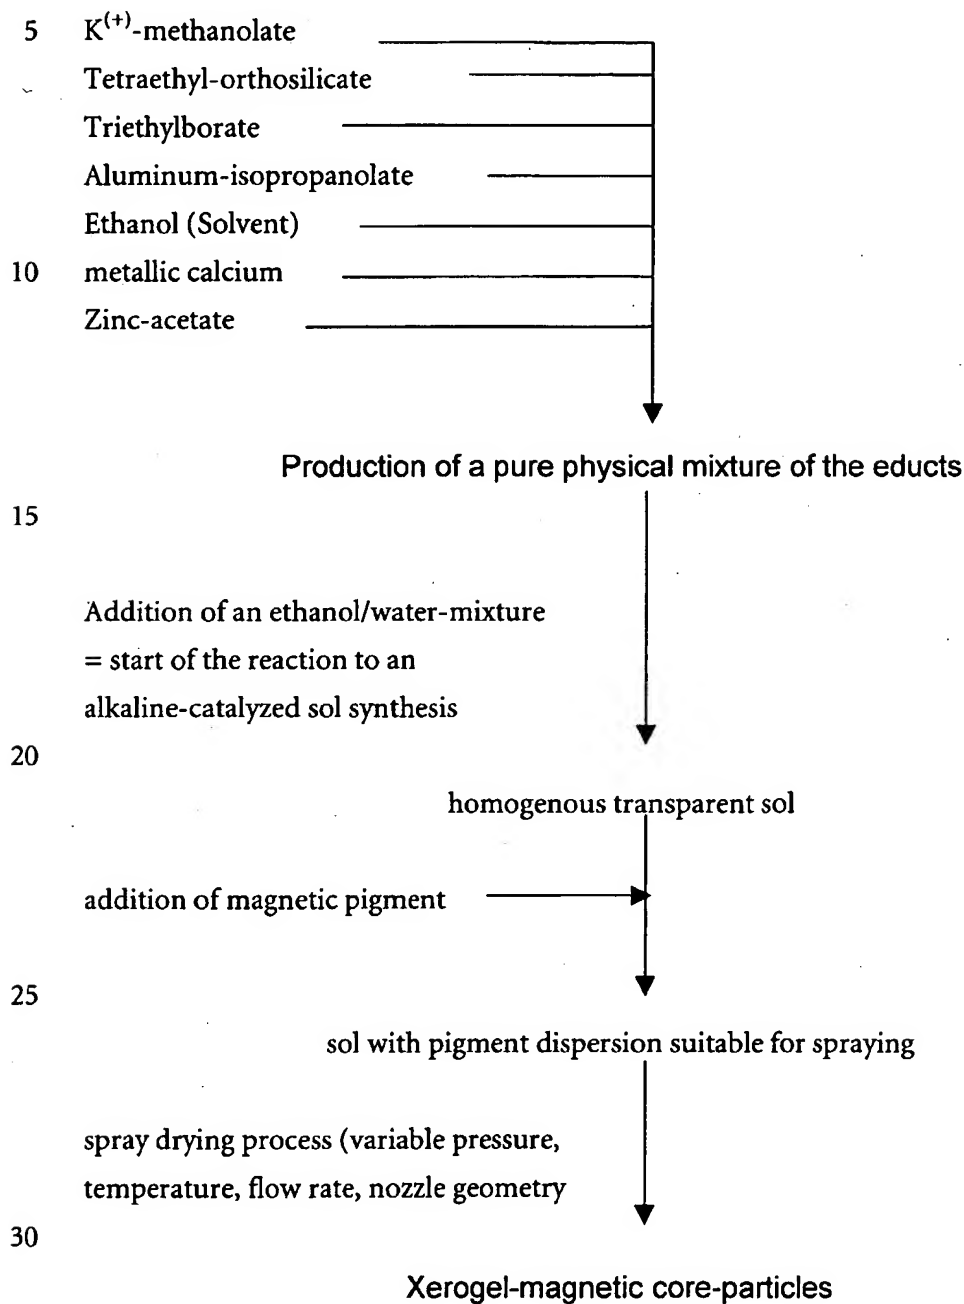 5 K(+)-methanolate
Tetraethyl-orthosilicate
Triethylborate
Aluminum-isopropanolate
Ethanol (Solvent)
10 metallic calcium
Zinc-acetate
Production of a pure physical mixture of the educts
15
Addition of an ethanol/water-mixture
= start of the reaction to an
alkaline-catalyzed sol synthesis
20
homogenous transparent sol
addition of magnetic pigment
25
sol with pigment dispersion suitable for spraying
spray drying process (variable pressure,
temperature, flow rate, nozzle geometry
30
Xerogel-magnetic core-particles